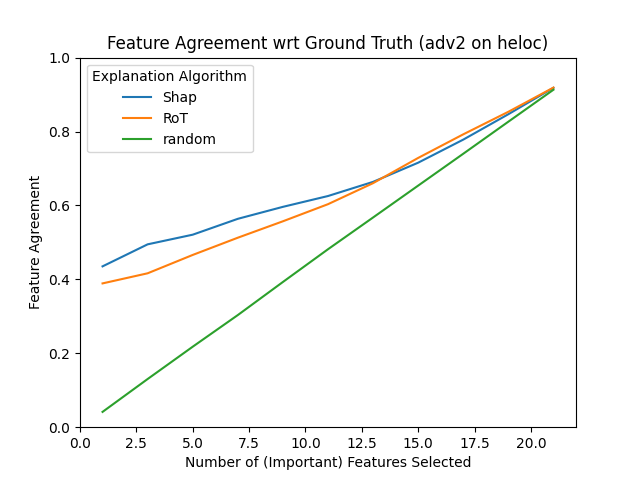 Feature Agreement wrt Ground Truth (adv2 on heloc)
Explanation Algorithm
Shap
RoT
random
Feature Agreement
1.0
0.8
0.6
0.4
0.2
0.0
0.0 2.5 5.0 7.5 10.0 12.5 15.0 17.5 20.0
Number of (Important) Features Selected